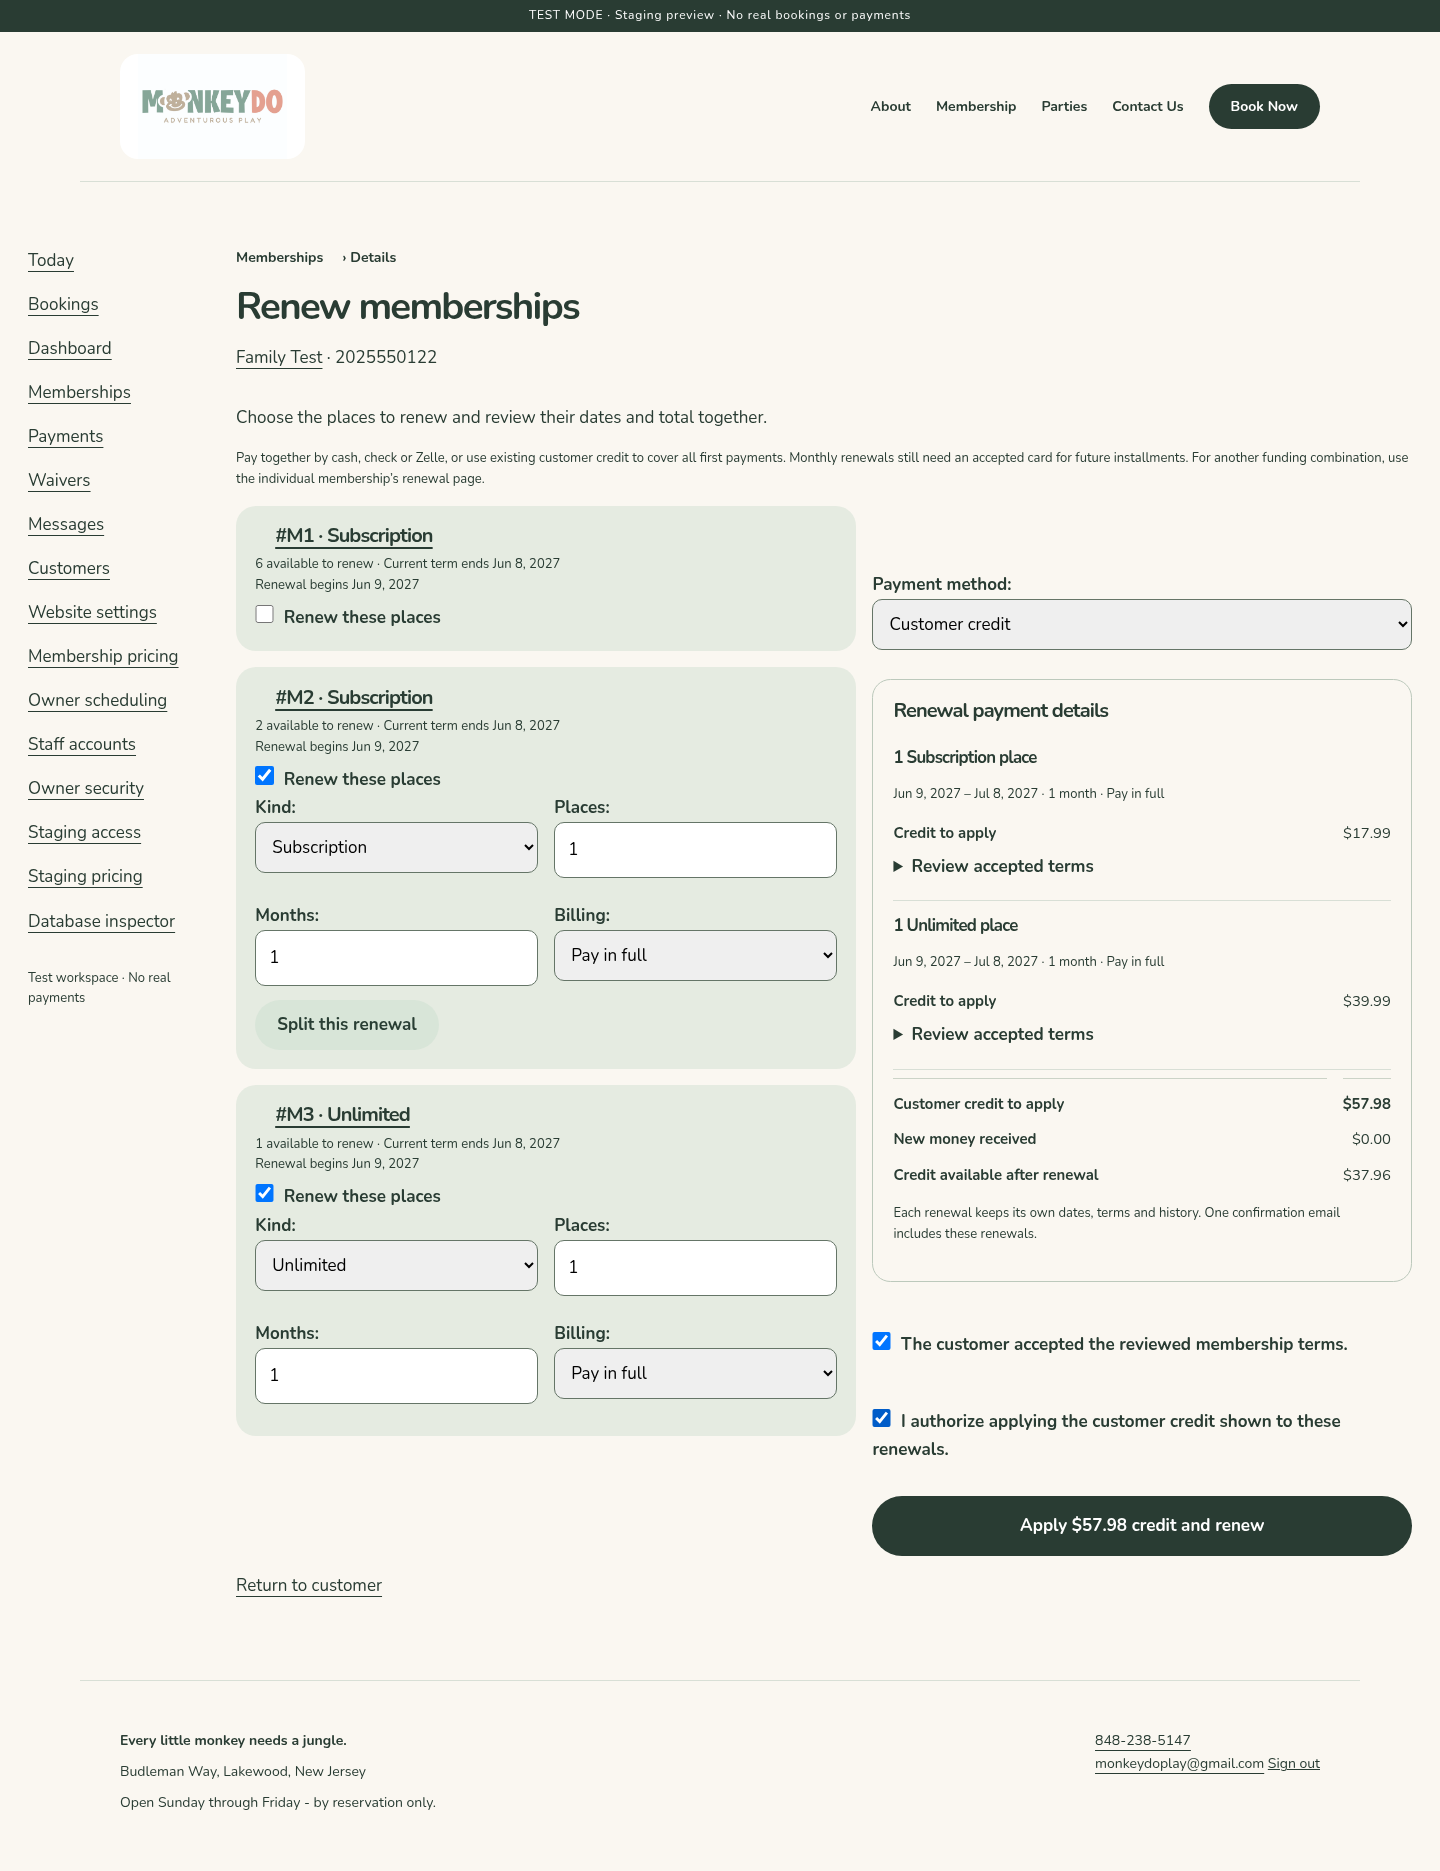 TEST MODE · Staging preview · No real bookings or payments
MONKEYDO
ADVENTUROUS PLAY
About
Membership
Parties
Contact Us
Book Now
Today
Bookings
Dashboard
Memberships
Payments
Waivers
Messages
Customers
Website settings
Membership pricing
Owner scheduling
Staff accounts
Owner security
Staging access
Staging pricing
Database inspector
Test workspace · No real
payments
Memberships › Details
Renew memberships
Family Test · 2025550122
Choose the places to renew and review their dates and total together.
Pay together by cash, check or Zelle, or use existing customer credit to cover all first payments. Monthly renewals still need an accepted card for future installments. For another funding combination, use
the individual membership’s renewal page.
#M1 · Subscription
6 available to renew · Current term ends Jun 8, 2027
Renewal begins Jun 9, 2027
Renew these places
#M2 · Subscription
2 available to renew · Current term ends Jun 8, 2027
Renewal begins Jun 9, 2027
Renew these places
Kind:
Places:
Subscription
1
Months:
Billing:
1
Pay in full
Split this renewal
#M3 · Unlimited
1 available to renew · Current term ends Jun 8, 2027
Renewal begins Jun 9, 2027
Renew these places
Kind:
Places:
Unlimited
1
Months:
Billing:
1
Pay in full
Payment method:
Customer credit
Renewal payment details
1 Subscription place
Jun 9, 2027 – Jul 8, 2027 · 1 month · Pay in full
Credit to apply $17.99
Review accepted terms
1 Unlimited place
Jun 9, 2027 – Jul 8, 2027 · 1 month · Pay in full
Credit to apply $39.99
Review accepted terms
Customer credit to apply $57.98
New money received $0.00
Credit available after renewal $37.96
Each renewal keeps its own dates, terms and history. One confirmation email
includes these renewals.
The customer accepted the reviewed membership terms.
I authorize applying the customer credit shown to these
renewals.
Apply $57.98 credit and renew
Return to customer
Every little monkey needs a jungle.
Budleman Way, Lakewood, New Jersey
Open Sunday through Friday - by reservation only.
848-238-5147
monkeydoplay@gmail.com Sign out